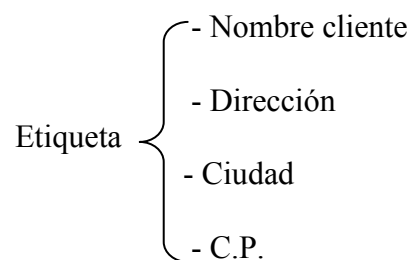 - Nombre cliente
- Dirección
Etiqueta
- Ciudad
- C.P.